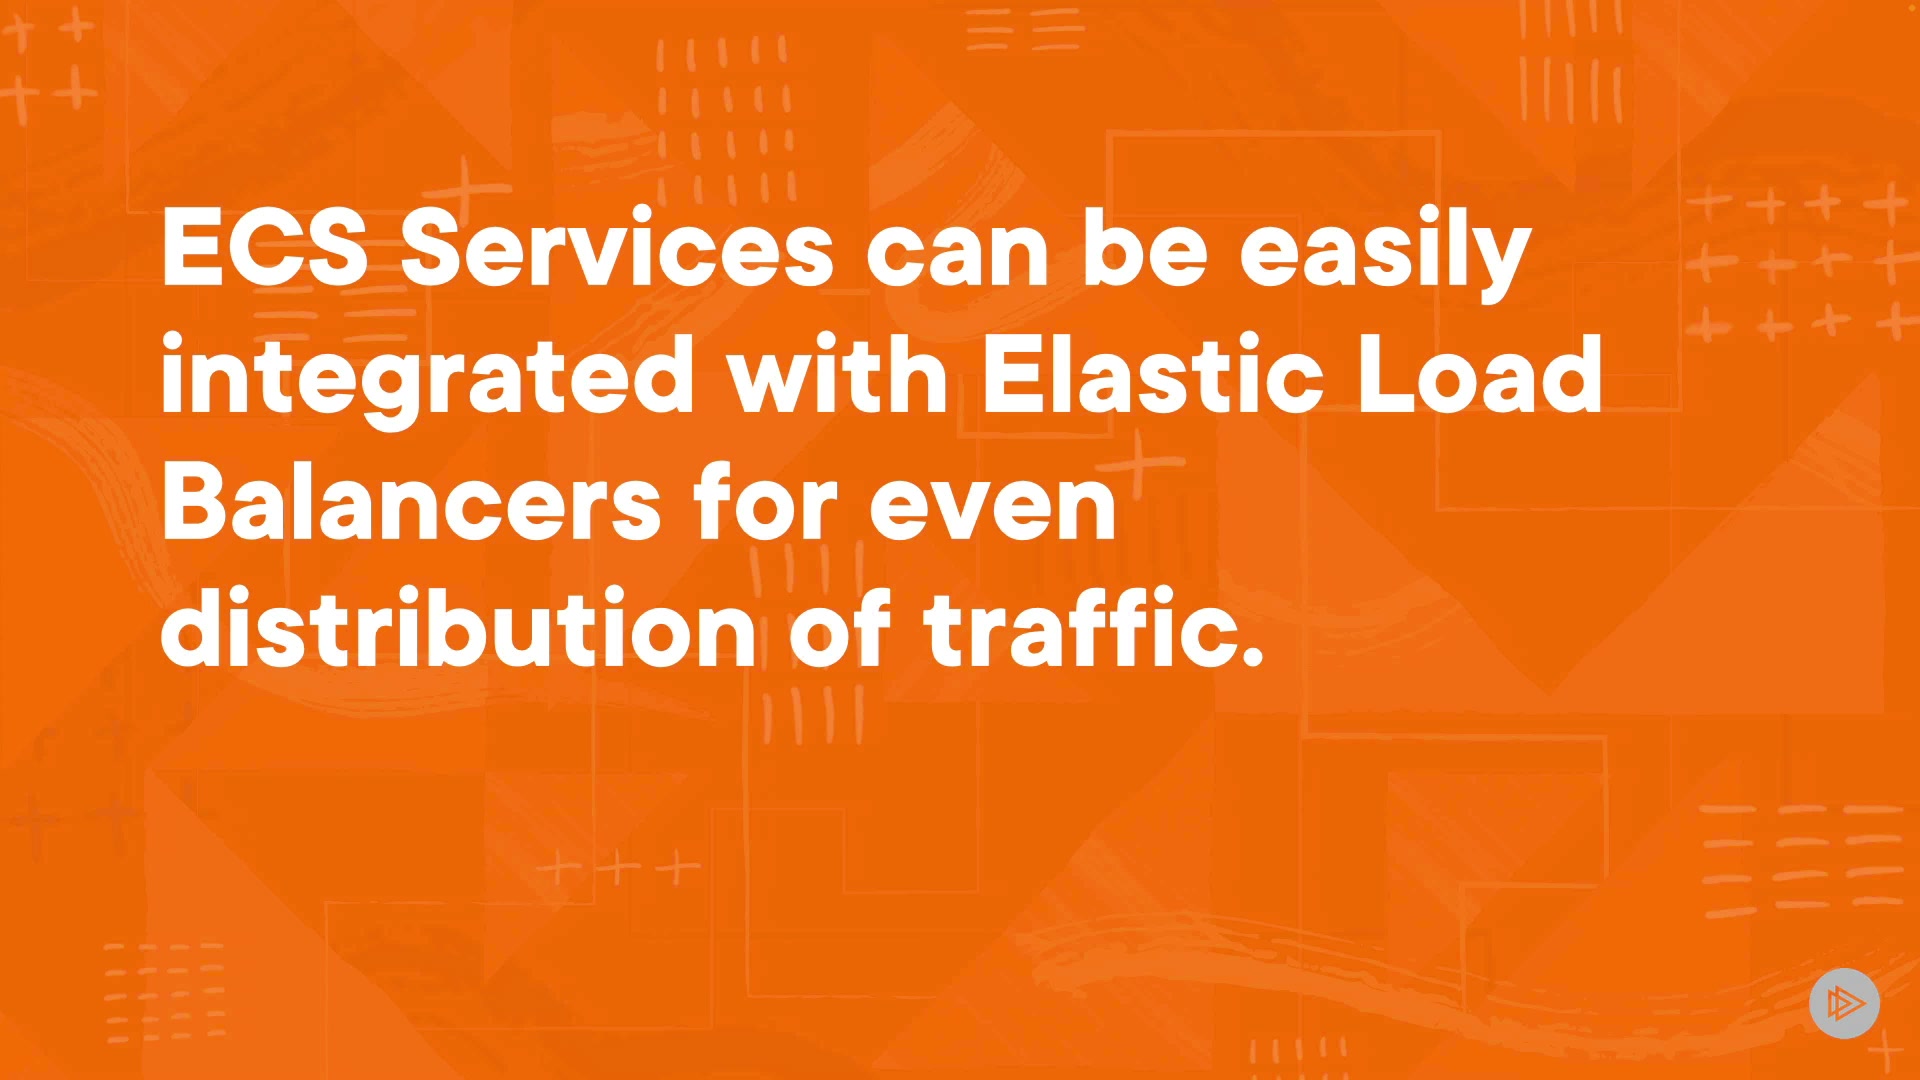 ECS Services can be easily
integrated with Elastic Load
Balancers for even
distribution of traffic.